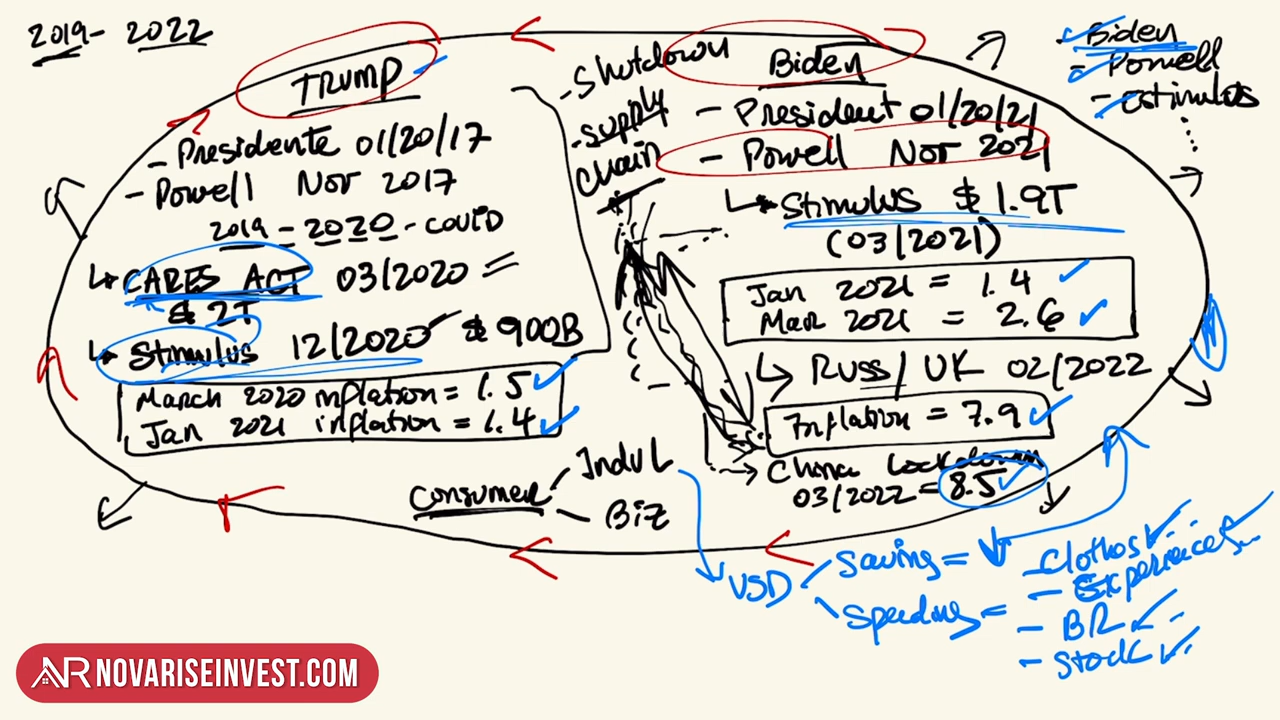 2019 - 2022
TRUMP
- Presidente 01/20/17
- Powell Nov 2017
2019 - 2020 - COVID
↳ CARES ACT 03/2020
$ 2T
↳ Stimulus 12/2020 $ 900B
March 2020 inflation = 1.5
Jan 2021 inflation = 1.4
- Shutdown
- supply
chain
Biden
- President 01/20/21
- Powell Nov 2021
↳ Stimulus $ 1.9T
(03/2021)
Jan 2021 = 1.4
Mar 2021 = 2.6
↳ Russ / UK 02/2022
Inflation = 7.9
China Lockdown
03/2022 = 8.5
- Biden
- Powell
- Stimulus
Consumer
Biz
USD
Saving =
- Clothes
- BR
- Stock
NOVARISEINVEST.COM